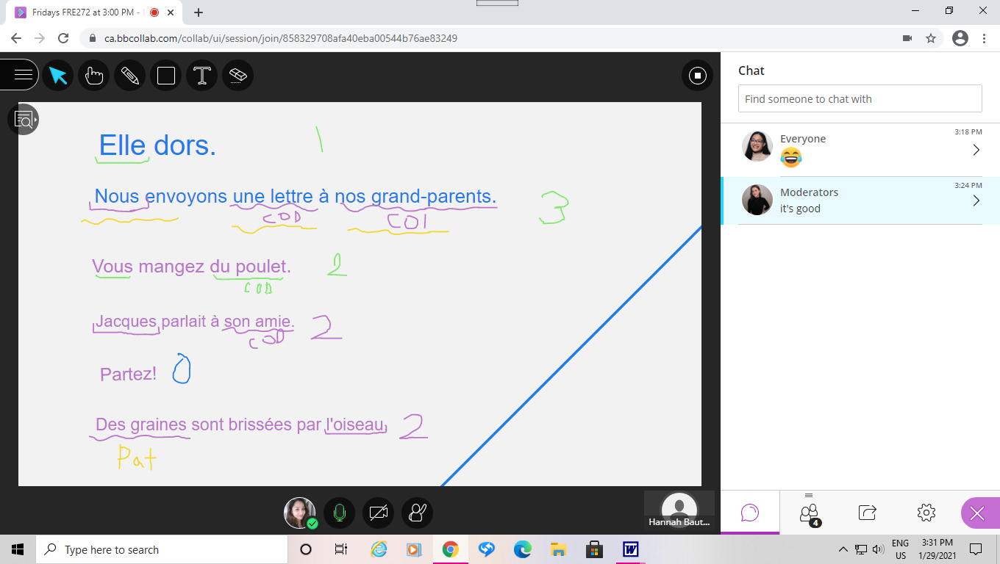 Fridays FRE272 at 3:00 PM -
ca.bbcollab.com/collab/ui/session/join/858329708afa40eba00544b76ae83249
Elle dors. 1
Nous envoyons une lettre à nos grand-parents. 3
COD COI
Vous mangez du poulet. 2
COD
Jacques parlait à son amie. 2
COD
Partez! 0
Des graines sont brissées par l'oiseau. 2
Pat
Chat
Find someone to chat with
Everyone 3:18 PM
😂
Moderators 3:24 PM
it's good
Hannah Baut...
4
Type here to search
ENG 3:31 PM
US 1/29/2021